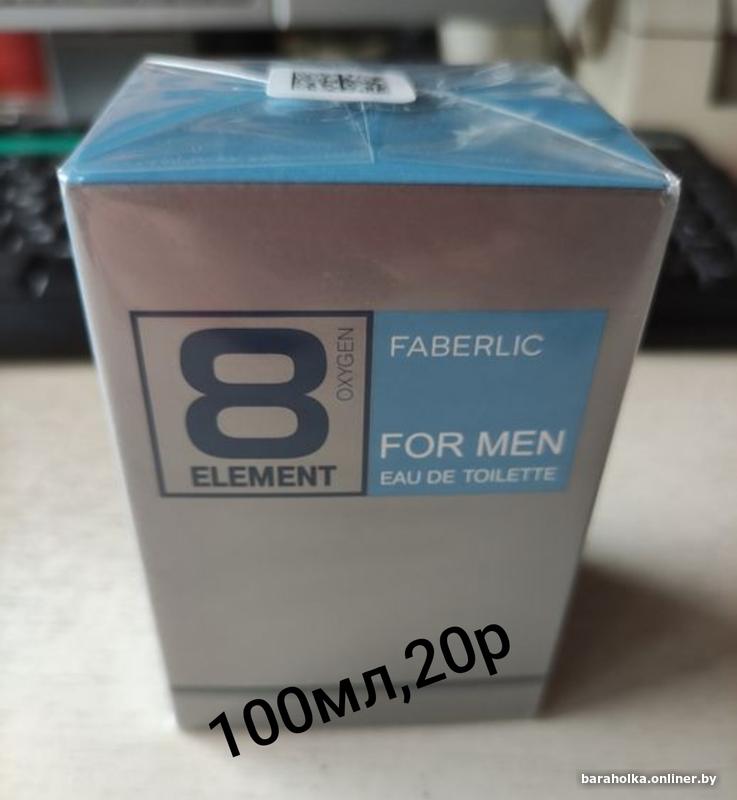 8
OXYGEN
ELEMENT
FABERLIC
FOR MEN
EAU DE TOILETTE
100мл,20р
baraholka.onliner.by